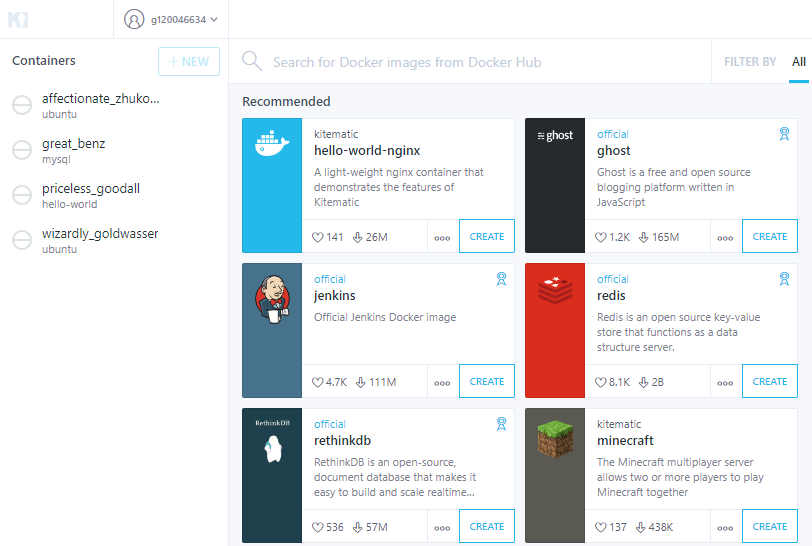 K
g120046634
Containers
+ NEW
affectionate_zhuko...
ubuntu
great_benz
mysql
priceless_goodall
hello-world
wizardly_goldwasser
ubuntu
Search for Docker images from Docker Hub
FILTER BY
All
Recommended
kitematic
hello-world-nginx
A light-weight nginx container that
demonstrates the features of
Kitematic
141
26M
CREATE
ghost
official
ghost
Ghost is a free and open source
blogging platform written in
JavaScript
1.2K
165M
CREATE
official
jenkins
Official Jenkins Docker image
4.7K
111M
CREATE
official
redis
Redis is an open source key-value
store that functions as a data
structure server.
8.1K
2B
CREATE
RethinkDB
official
rethinkdb
RethinkDB is an open-source,
document database that makes it
easy to build and scale realtime...
536
57M
CREATE
kitematic
minecraft
The Minecraft multiplayer server
allows two or more players to play
Minecraft together
137
438K
CREATE